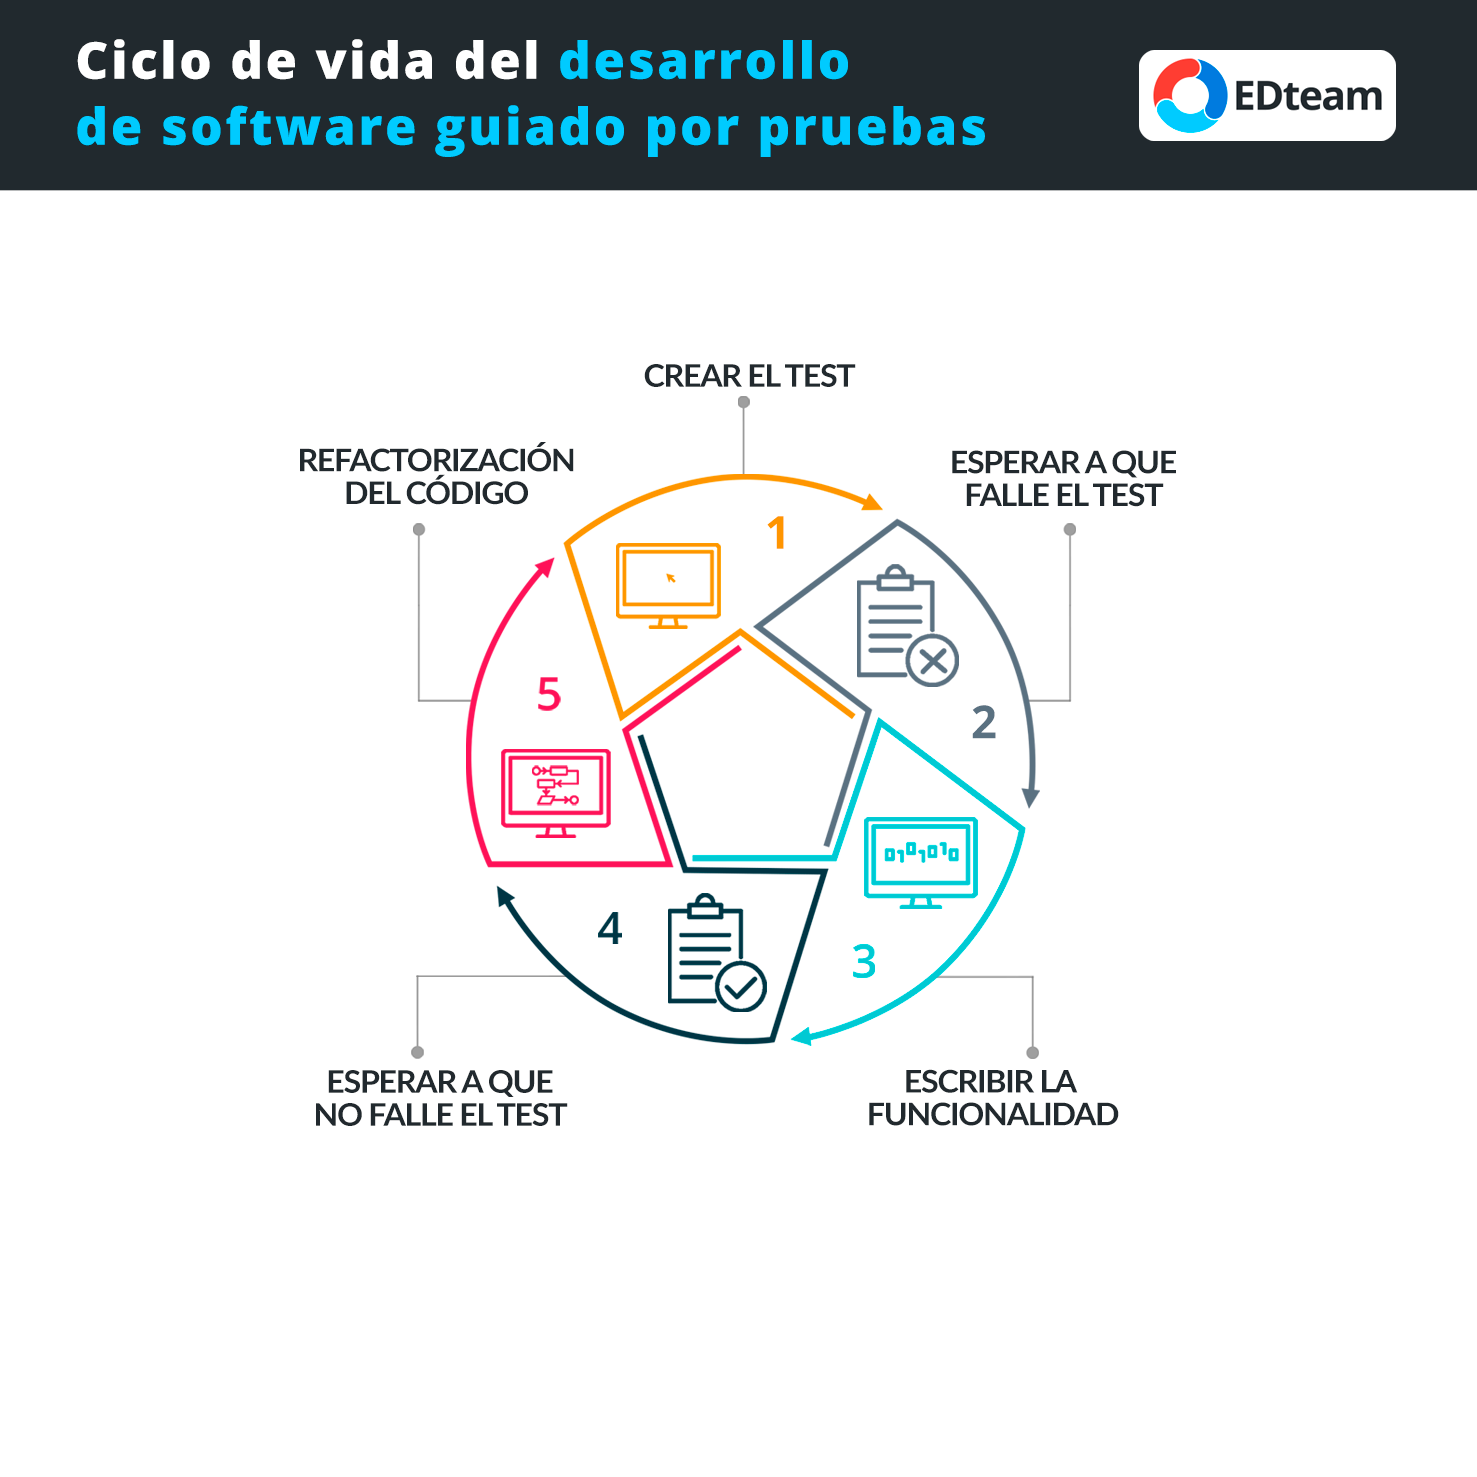 Ciclo de vida del desarrollo
de software guiado por pruebas
EDteam
CREAR EL TEST
REFACTORIZACIÓN
DEL CÓDIGO
ESPERAR A QUE
FALLE EL TEST
1
2
5
010101
3
4
ESPERAR A QUE
NO FALLE EL TEST
ESCRIBIR LA
FUNCIONALIDAD